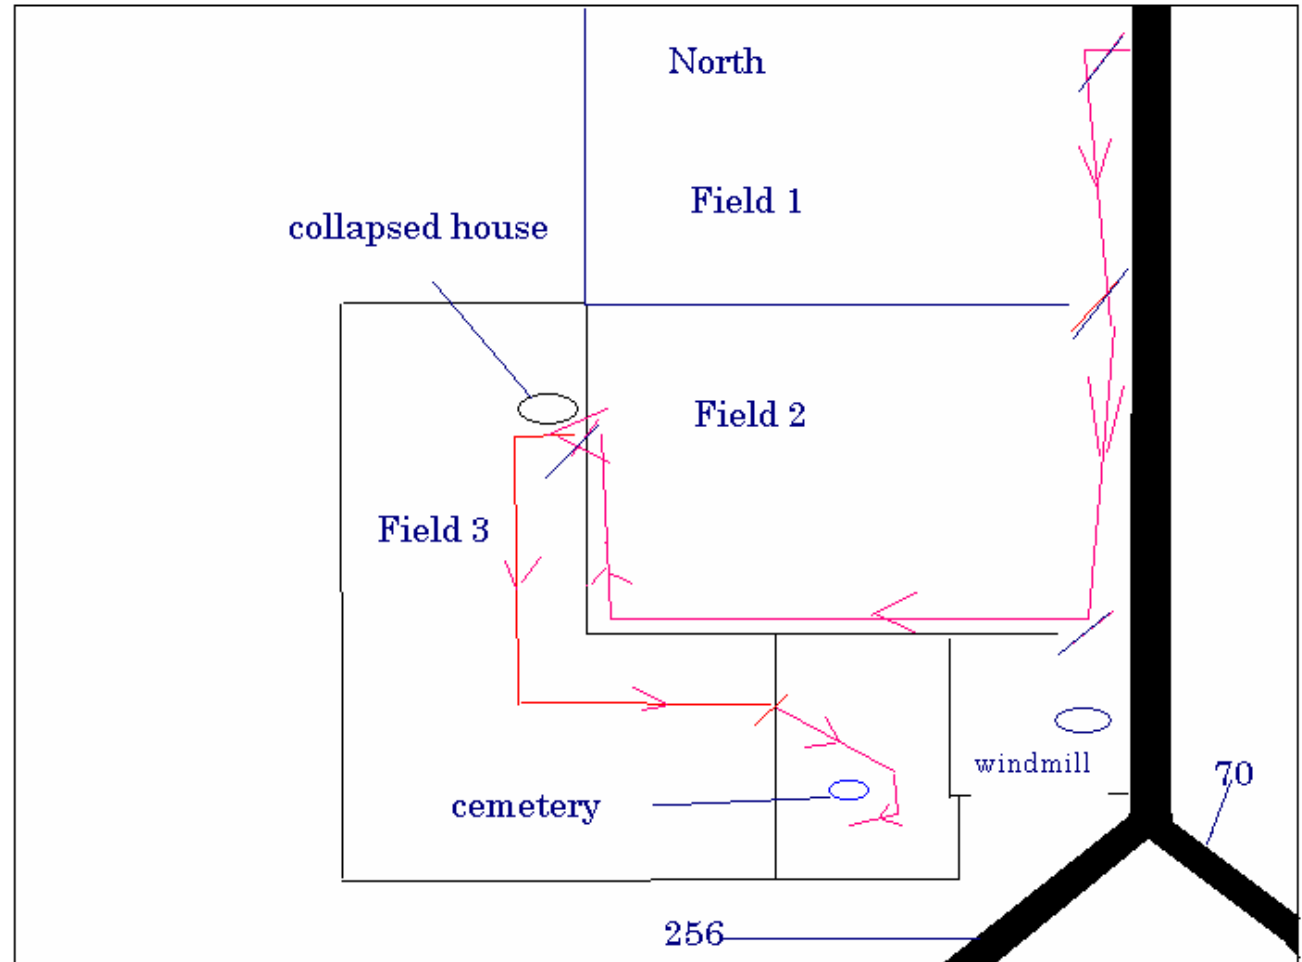 North
Field 1
collapsed house
Field 2
Field 3
windmill
70
cemetery
256